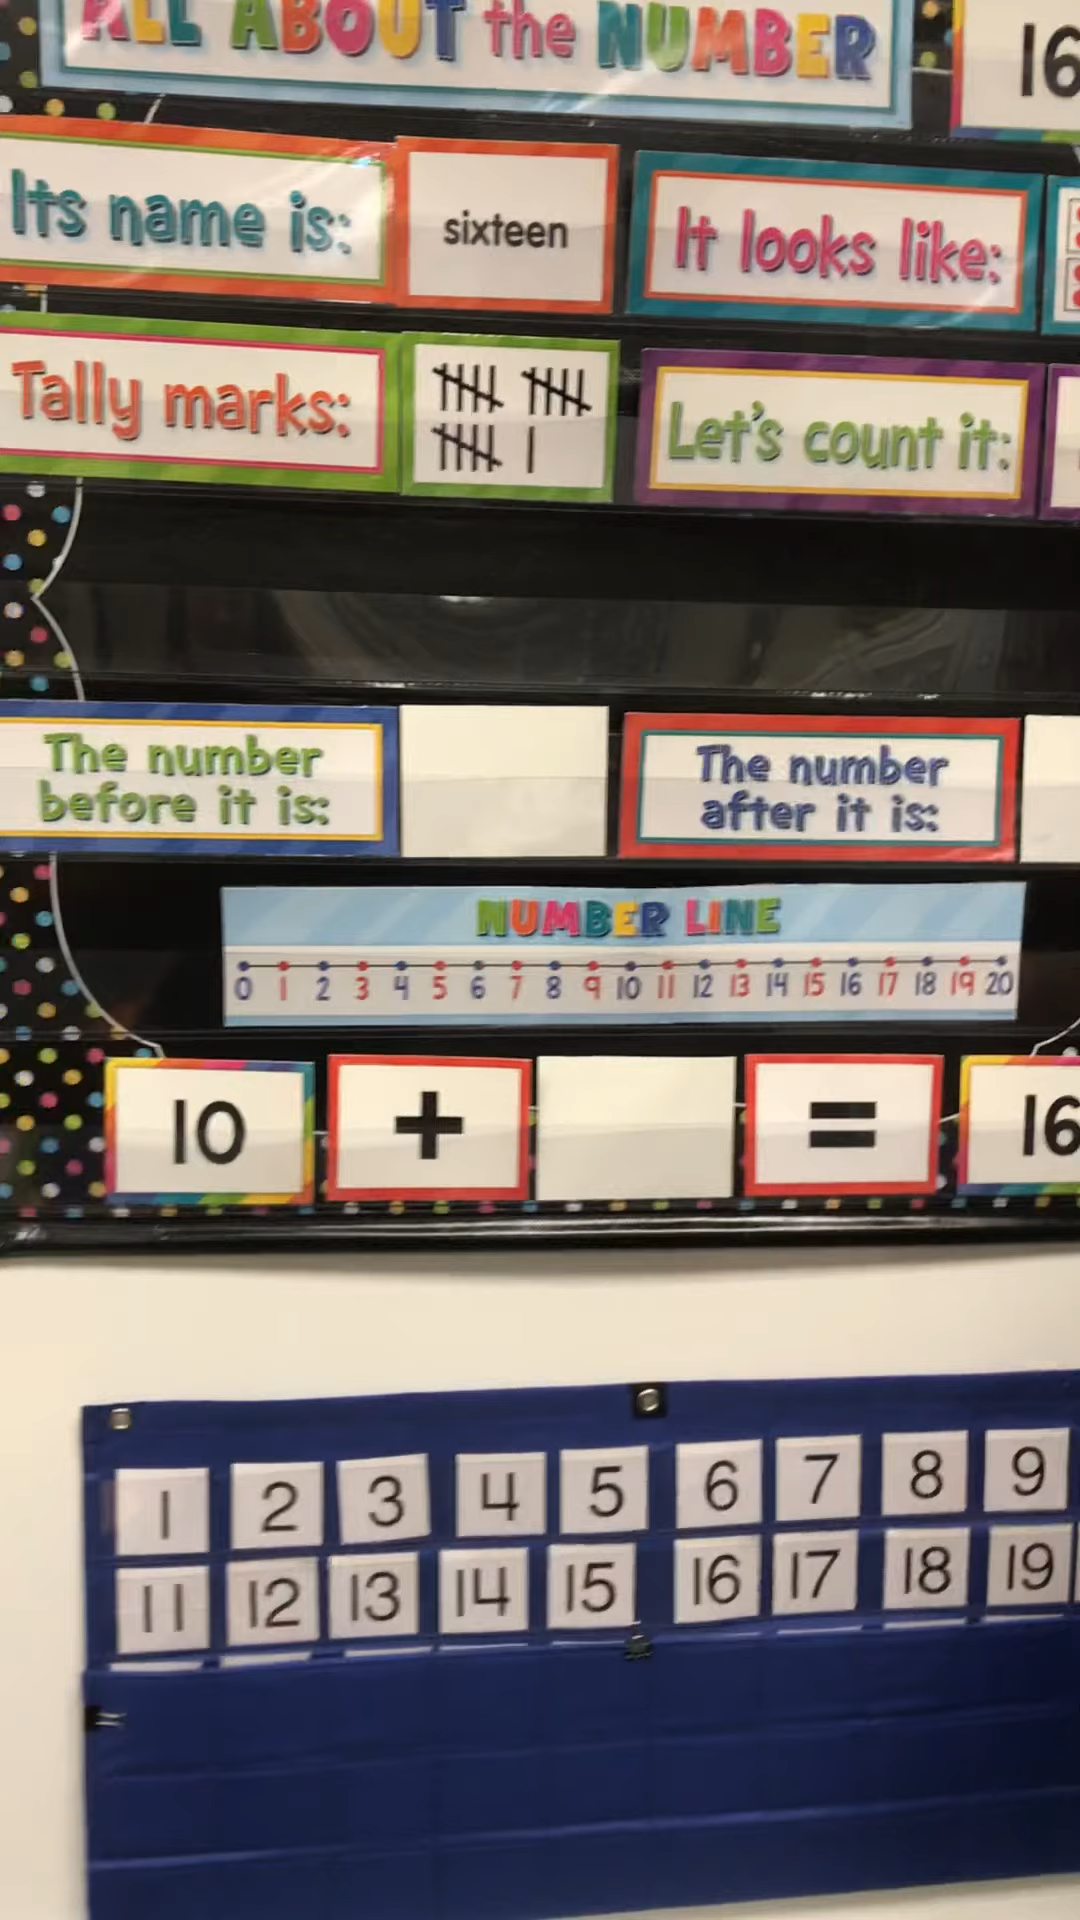 ALL ABOUT the NUMBER 16
Its name is: sixteen It looks like:
Tally marks: Let's count it:
The number before it is:
The number after it is:
NUMBER LINE
0 1 2 3 4 5 6 7 8 9 10 11 12 13 14 15 16 17 18 19 20
10 + = 16
1 2 3 4 5 6 7 8 9
11 12 13 14 15 16 17 18 19